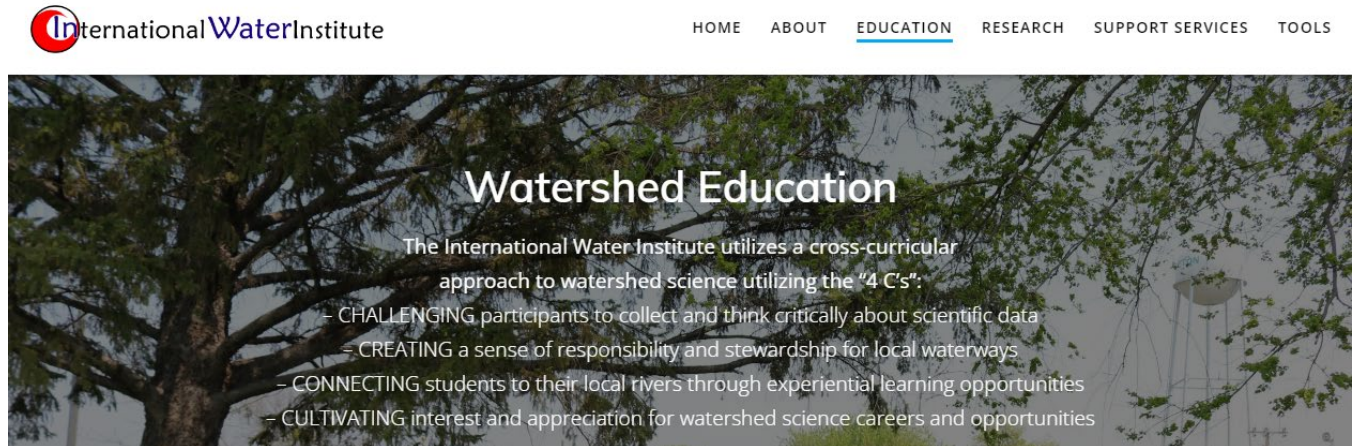 International Water Institute
HOME ABOUT EDUCATION RESEARCH SUPPORT SERVICES TOOLS
Watershed Education
The International Water Institute utilizes a cross-curricular
approach to watershed science utilizing the “4 C’s”:
– CHALLENGING participants to collect and think critically about scientific data
– CREATING a sense of responsibility and stewardship for local waterways
– CONNECTING students to their local rivers through experiential learning opportunities
– CULTIVATING interest and appreciation for watershed science careers and opportunities